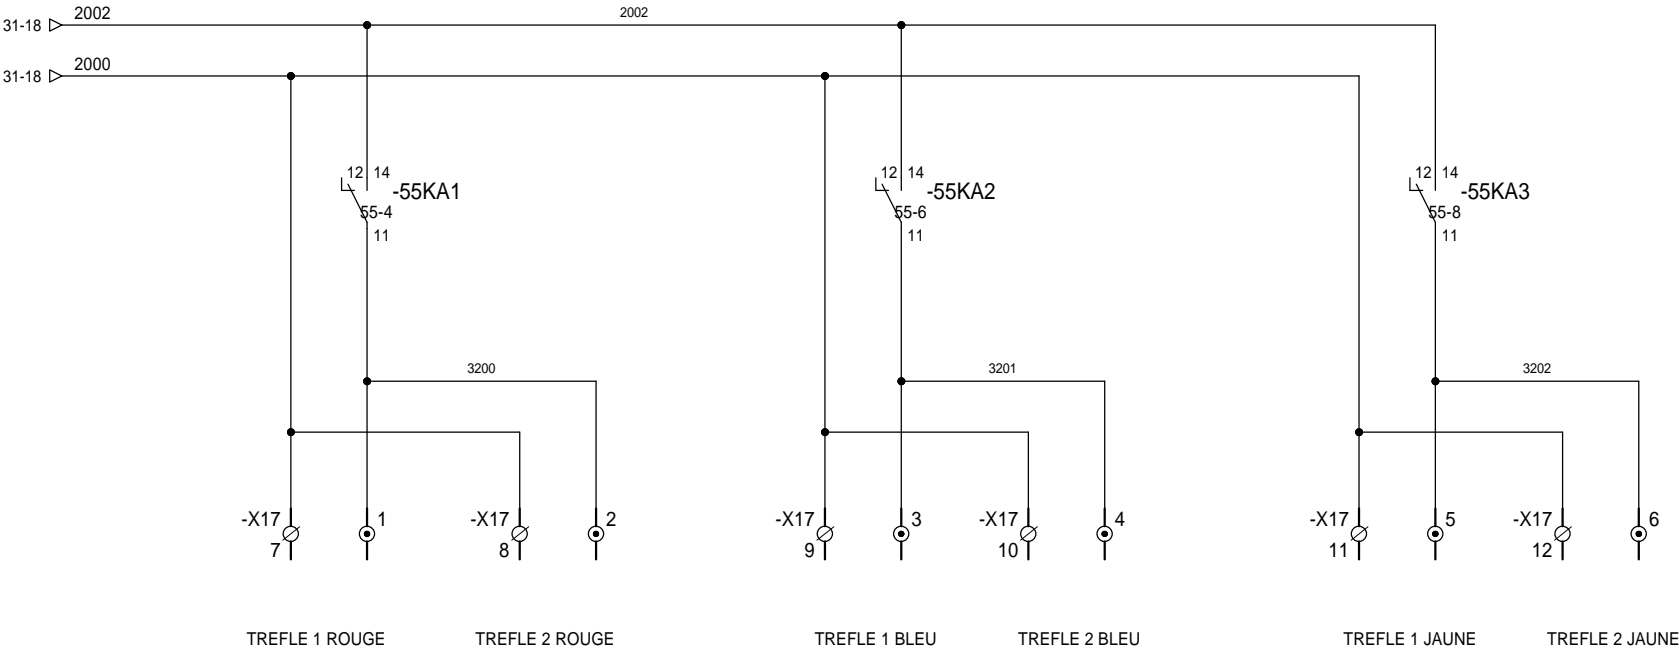 2002
2002
31-18
2000
31-18
12 14
-55KA1
55-4
11
12 14
-55KA2
55-6
11
12 14
-55KA3
55-8
11
3200
3201
3202
-X17
7
1
-X17
8
2
-X17
9
3
-X17
10
4
-X17
11
5
-X17
12
6
TREFLE 1 ROUGE
TREFLE 2 ROUGE
TREFLE 1 BLEU
TREFLE 2 BLEU
TREFLE 1 JAUNE
TREFLE 2 JAUNE